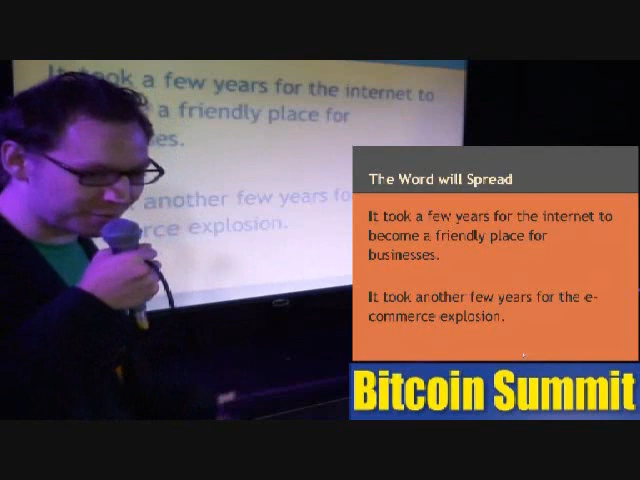 It took a few years for the internet to
a friendly place for
es.
another few years fo
rce explosion.
The Word will Spread
It took a few years for the internet to
become a friendly place for
businesses.
It took another few years for the e-
commerce explosion.
Bitcoin Summit